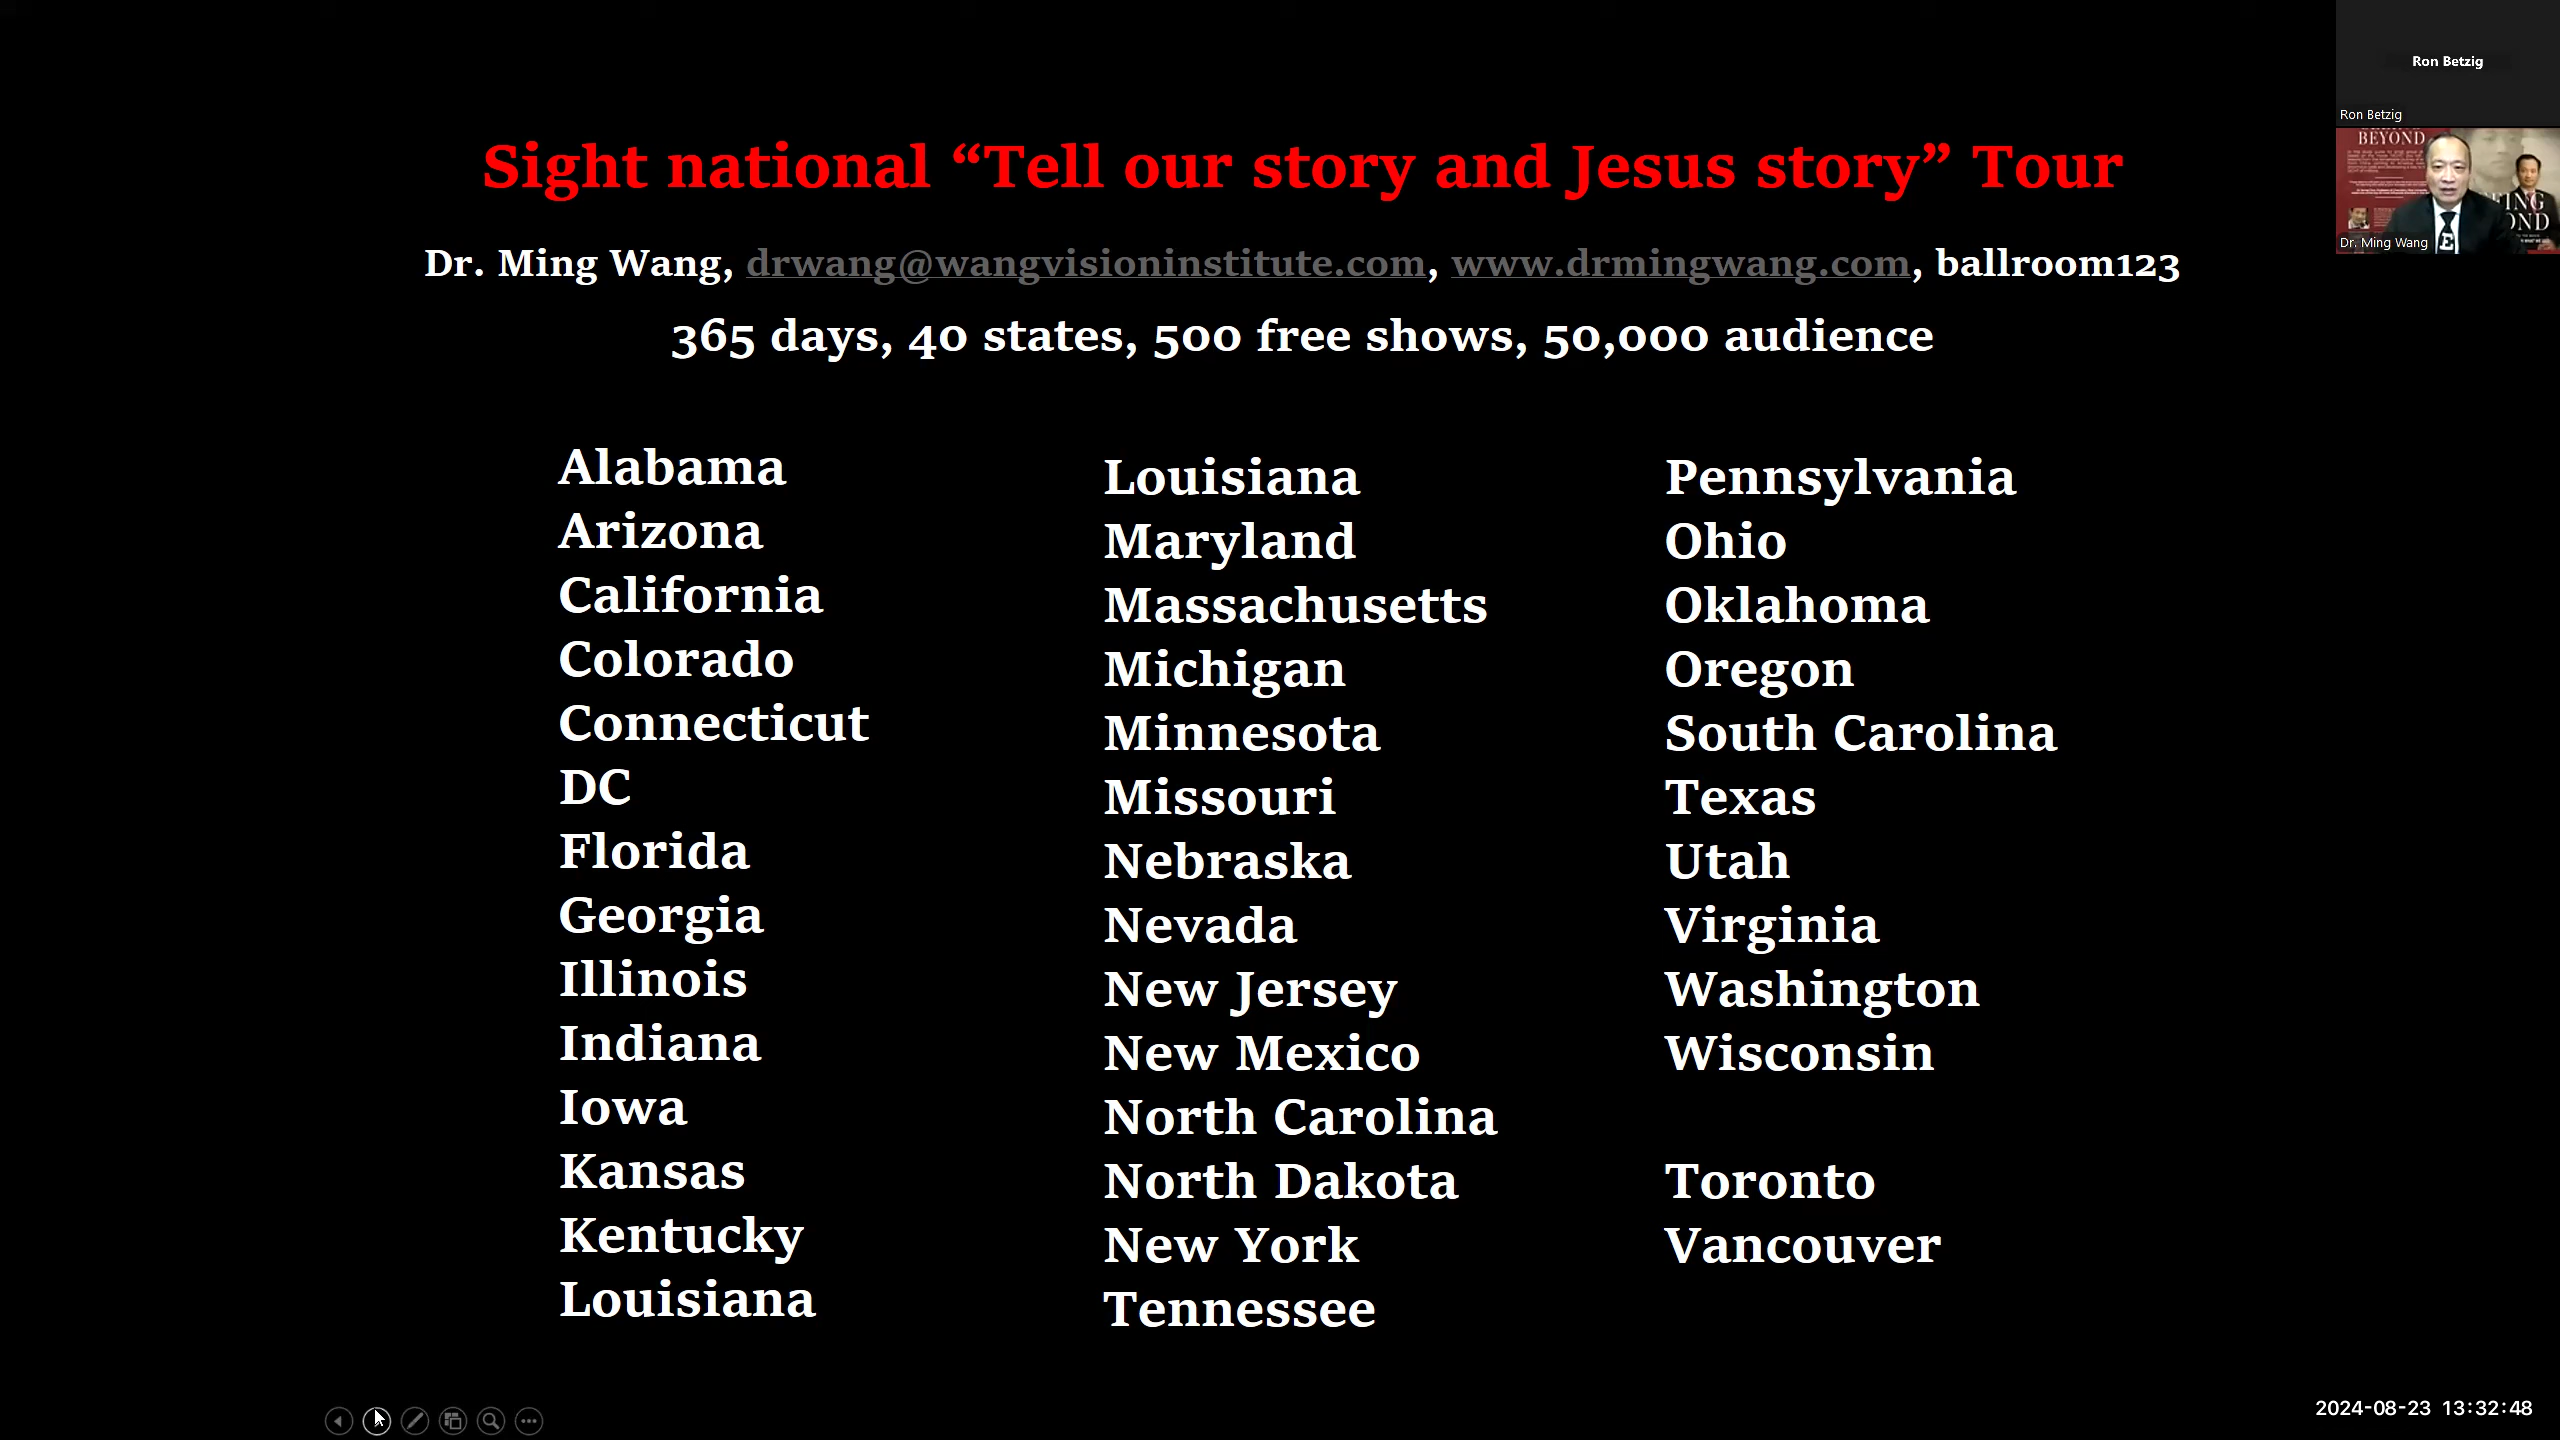 Sight national “Tell our story and Jesus story” Tour
Dr. Ming Wang, drwang@wangvisioninstitute.com, www.drmingwang.com, ballroom123
365 days, 40 states, 500 free shows, 50,000 audience
Alabama
Arizona
California
Colorado
Connecticut
DC
Florida
Georgia
Illinois
Indiana
Iowa
Kansas
Kentucky
Louisiana
Louisiana
Maryland
Massachusetts
Michigan
Minnesota
Missouri
Nebraska
Nevada
New Jersey
New Mexico
North Carolina
North Dakota
New York
Tennessee
Pennsylvania
Ohio
Oklahoma
Oregon
South Carolina
Texas
Utah
Virginia
Washington
Wisconsin
Toronto
Vancouver
Ron Betzig
Ron Betzig
BEYOND
E
Dr. Ming Wang
2024-08-23 13:32:48